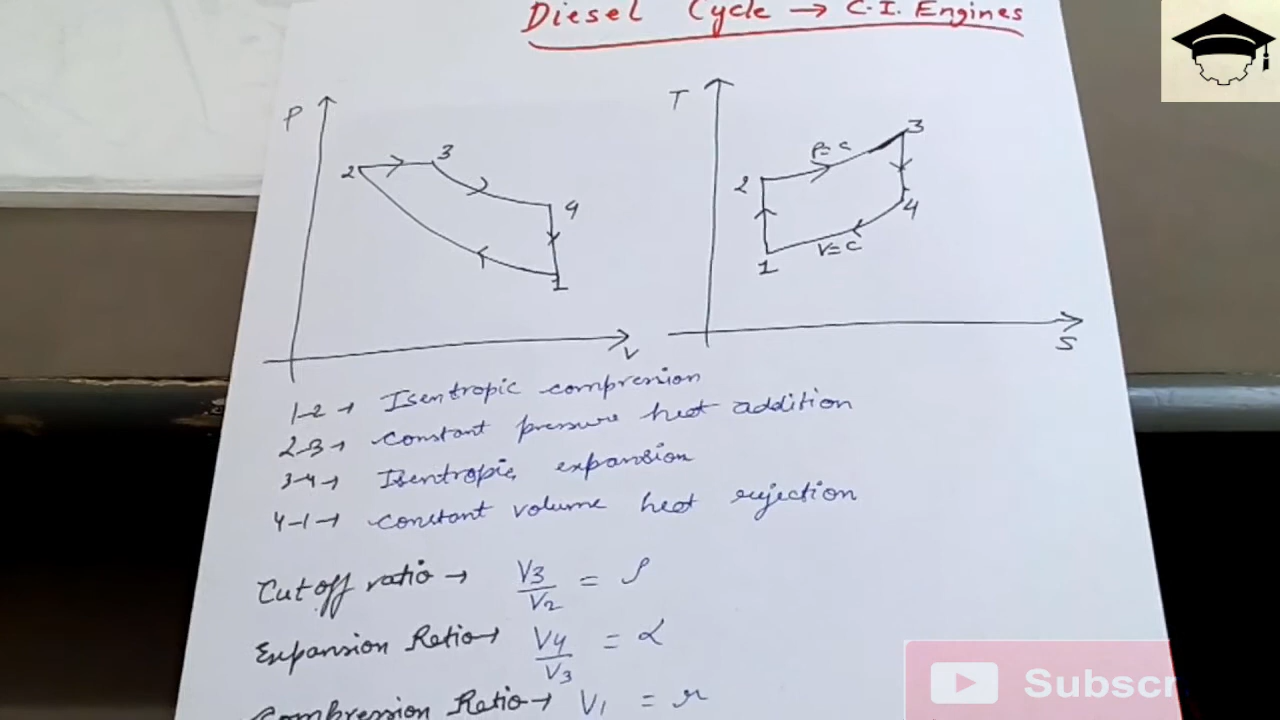 Diesel Cycle → C.I. Engines
P
2
3
4
1
V
T
2
P=C
3
4
V=C
1
S
1-2 → Isentropic compression
2-3 → constant pressure heat addition
3-4 → Isentropic expansion
4-1 → constant volume heat rejection
Cut off ratio → V3/V2 = ρ
Expansion Ratio → V4/V3 = α
Compression Ratio → V1 = r
Subscr